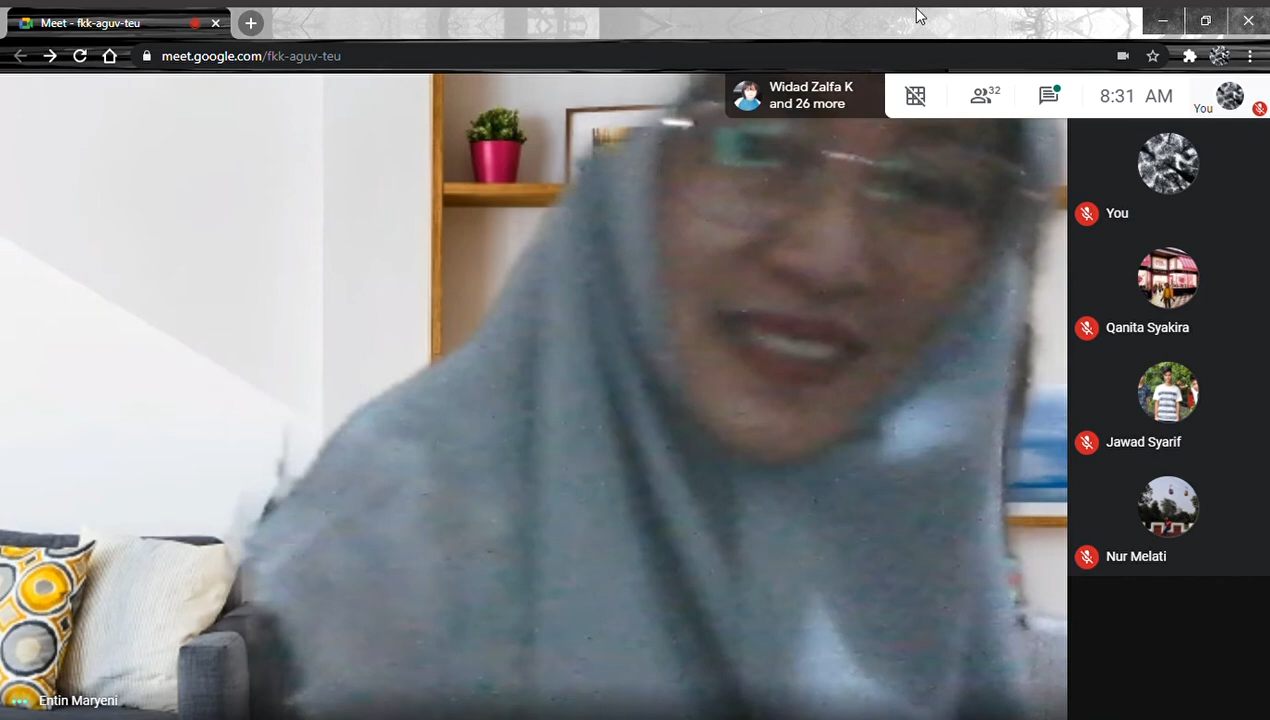 Meet - fkk-aguv-teu
meet.google.com/fkk-aguv-teu
Widad Zalfa K
and 26 more
32
8:31 AM
You
You
Qanita Syakira
Jawad Syarif
Nur Melati
Entin Maryeni